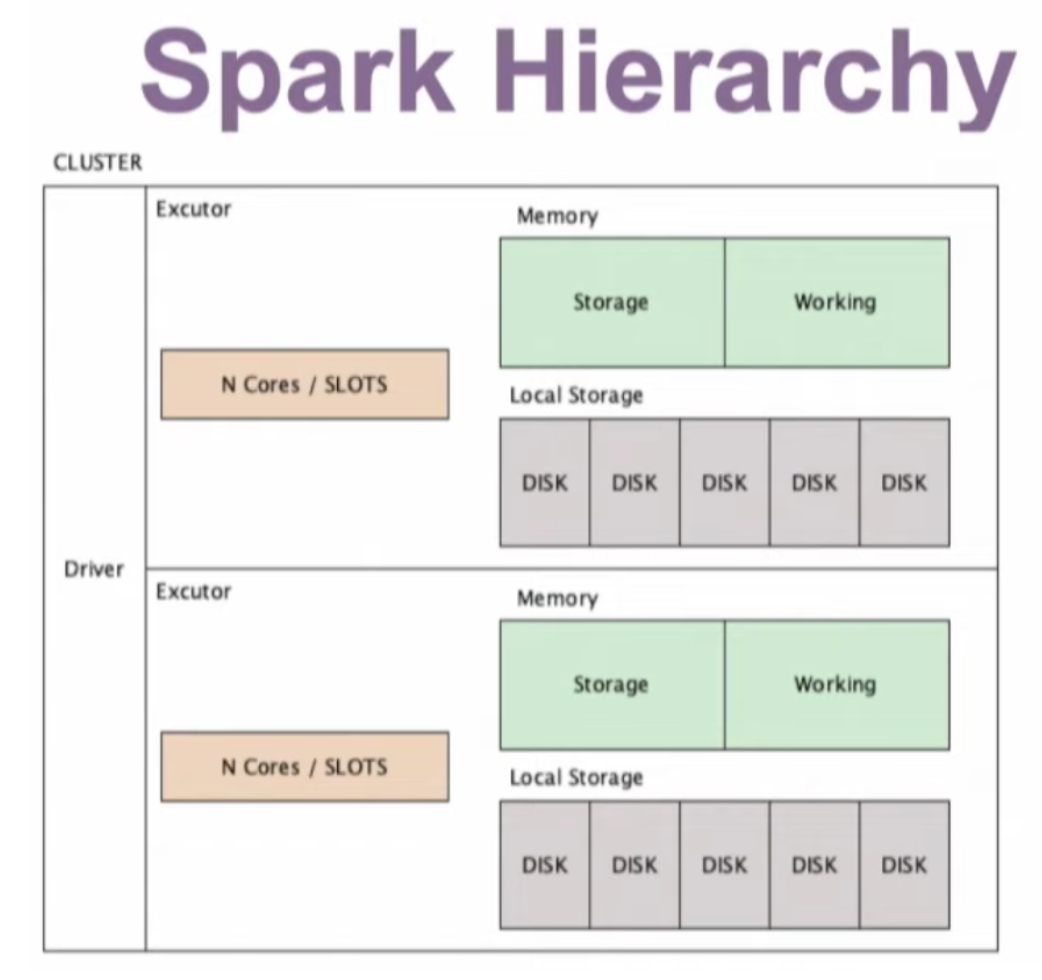 Spark Hierarchy
CLUSTER
Driver
Excutor
N Cores / SLOTS
Memory
Storage Working
Local Storage
DISK DISK DISK DISK DISK
Excutor
N Cores / SLOTS
Memory
Storage Working
Local Storage
DISK DISK DISK DISK DISK